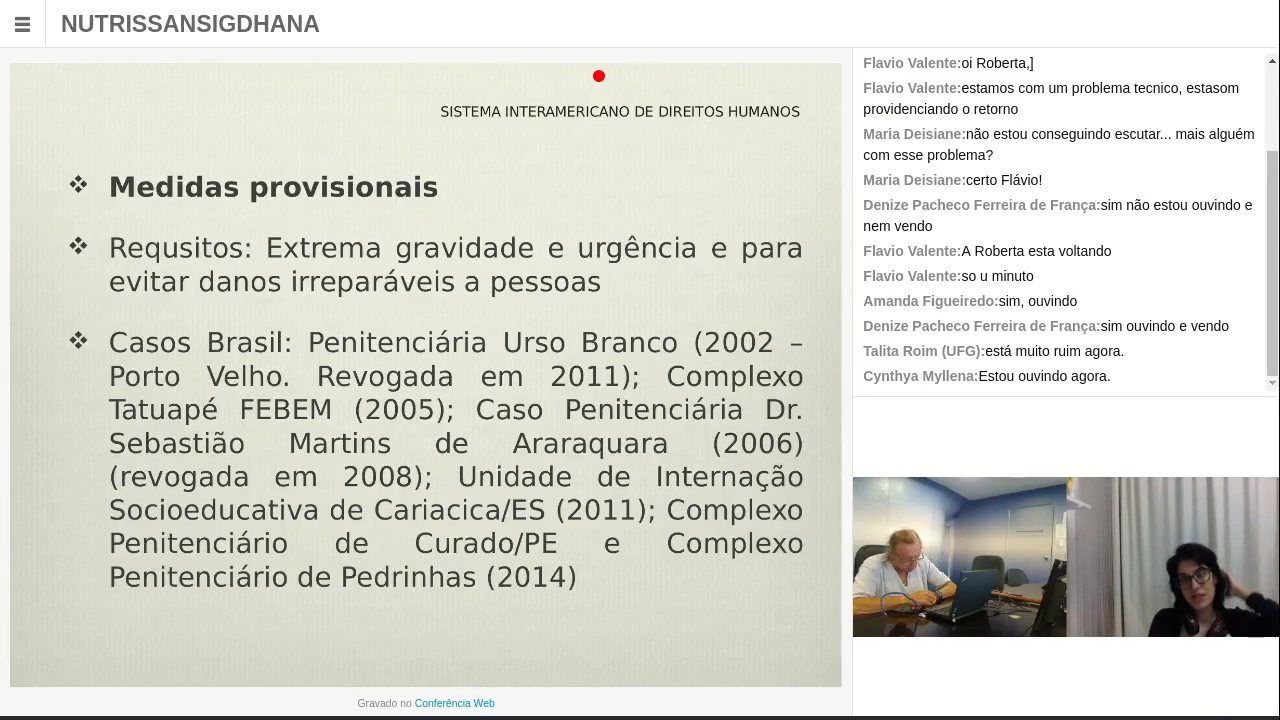 NUTRISSANSIGDHANA
SISTEMA INTERAMERICANO DE DIREITOS HUMANOS
❖ Medidas provisionais
❖ Requsitos: Extrema gravidade e urgência e para
evitar danos irreparáveis a pessoas
❖ Casos Brasil: Penitenciária Urso Branco (2002 –
Porto Velho. Revogada em 2011); Complexo
Tatuapé FEBEM (2005); Caso Penitenciária Dr.
Sebastião Martins de Araraquara (2006)
(revogada em 2008); Unidade de Internação
Socioeducativa de Cariacica/ES (2011); Complexo
Penitenciário de Curado/PE e Complexo
Penitenciário de Pedrinhas (2014)
Gravado no Conferência Web
Flavio Valente:oi Roberta,]
Flavio Valente:estamos com um problema tecnico, estasom
providenciando o retorno
Maria Deisiane:não estou conseguindo escutar... mais alguém
com esse problema?
Maria Deisiane:certo Flávio!
Denize Pacheco Ferreira de França:sim não estou ouvindo e
nem vendo
Flavio Valente:A Roberta esta voltando
Flavio Valente:so u minuto
Amanda Figueiredo:sim, ouvindo
Denize Pacheco Ferreira de França:sim ouvindo e vendo
Talita Roim (UFG):está muito ruim agora.
Cynthya Myllena:Estou ouvindo agora.